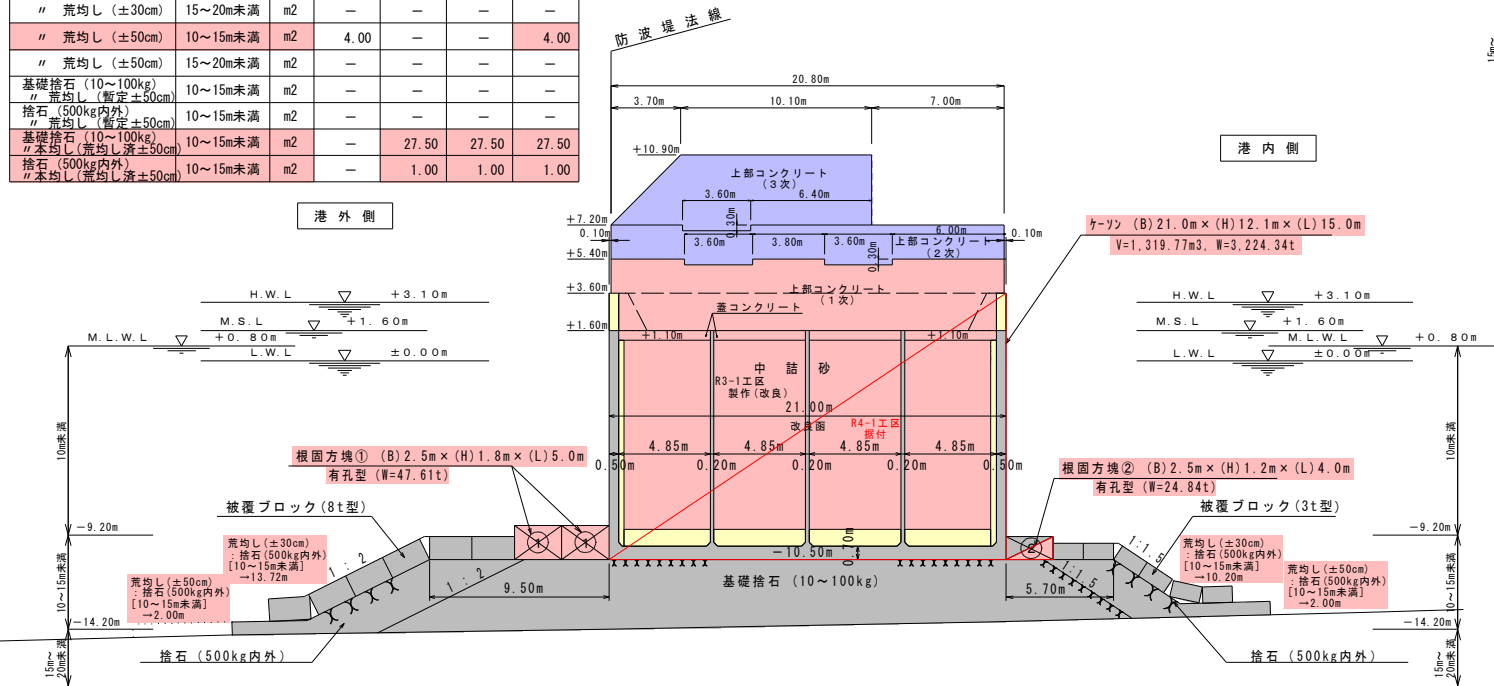 〃 荒均し（±30cm） 15～20m未満 m2 － － － －
〃 荒均し（±50cm） 10～15m未満 m2 4.00 － － 4.00
〃 荒均し（±50cm） 15～20m未満 m2 － － － －
基礎捨石（10～100kg）
〃 荒均し（暫定±50cm） 10～15m未満 m2 － － － －
捨石（500kg内外）
〃 荒均し（暫定±50cm） 10～15m未満 m2 － － － －
基礎捨石（10～100kg）
〃本均し（荒均し済±50cm） 10～15m未満 m2 － 27.50 27.50 27.50
捨石（500kg内外）
〃本均し（荒均し済±50cm） 10～15m未満 m2 － 1.00 1.00 1.00
防波堤法線
15m～
20.80m
3.70m 10.10m 7.00m
港内側
+10.90m
上部コンクリート
（3次）
3.60m 6.40m
港外側
+7.20m
0.30m
ケーソン (B)21.0m×(H)12.1m×(L)15.0m
V=1,319.77m3, W=3,224.34t
0.10m
6.00m
0.10m
3.60m 3.80m 3.60m
上部コンクリート
（2次）
+5.40m
0.30m
+3.60m
上部コンクリート
（1次）
H.W.L +3.10m
H.W.L +3.10m
蓋コンクリート
M.S.L +1.60m
+1.60m
M.S.L +1.60m
M.L.W.L +0.80m
+1.10m
+1.10m
M.L.W.L +0.80m
L.W.L ±0.00m
L.W.L ±0.00m
中詰砂
R3-1工区
製作(改良)
21.00m
改良函
R4-1工区
据付
10m未満
10m未満
4.85m 4.85m 4.85m 4.85m
0.50m 0.20m 0.20m 0.20m 0.50m
根固方塊① (B)2.5m×(H)1.8m×(L)5.0m
有孔型(W=47.61t)
根固方塊② (B)2.5m×(H)1.2m×(L)4.0m
有孔型(W=24.84t)
被覆ブロック(8t型)
被覆ブロック(3t型)
－9.20m
－9.20m
1 1
2
荒均し(±30cm)
：捨石(500kg内外)
[10～15m未満]
→13.72m
1：2
1：2
－10.50m
0.70m
1:1.5
1:1.5
荒均し(±30cm)
：捨石(500kg内外)
[10～15m未満]
→10.20m
荒均し(±50cm)
：捨石(500kg内外)
[10～15m未満]
→2.00m
9.50m
基礎捨石（10～100kg）
5.70m
荒均し(±50cm)
：捨石(500kg内外)
[10～15m未満]
→2.00m
10～15m未満
10～15m未満
－14.20m
－14.20m
捨石(500kg内外)
捨石(500kg内外)
15m～
20m未満
15m～
20m未満